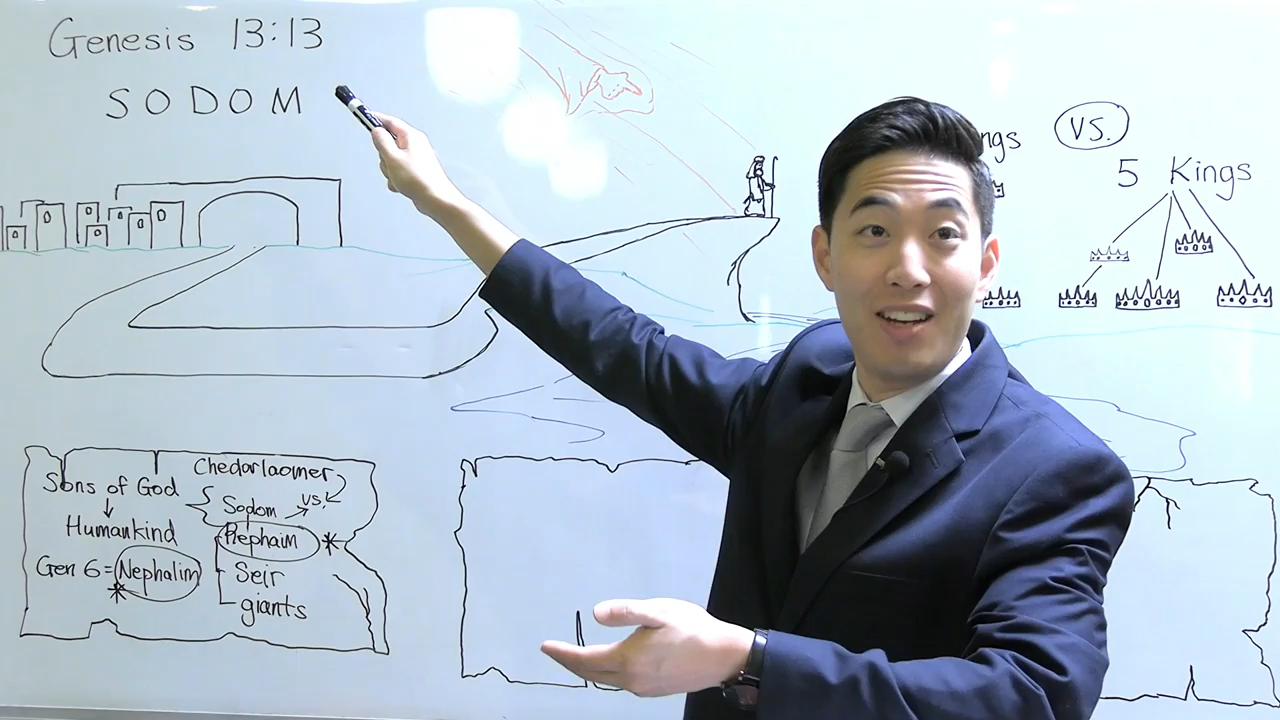 Genesis 13:13
SODOM
ngs
VS.
5 Kings
Sons of God
Humankind
Gen 6 = Nephalim
Chedorlaomer
Sodom vs.
Rephaim
Seir
giants